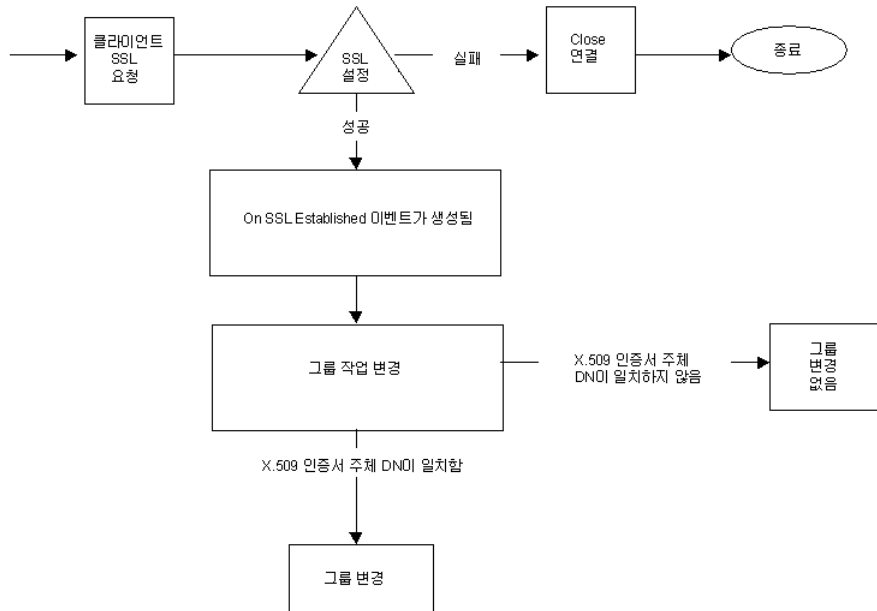 클라이언트
SSL
요청
SSL
설정
실패
Close
연결
종료
성공
On SSL Established 이벤트가 생성됨
그룹 작업 변경
X.509 인증서 주체
DN이 일치하지 않음
그룹
변경
없음
X.509 인증서 주체 DN이 일치함
그룹 변경